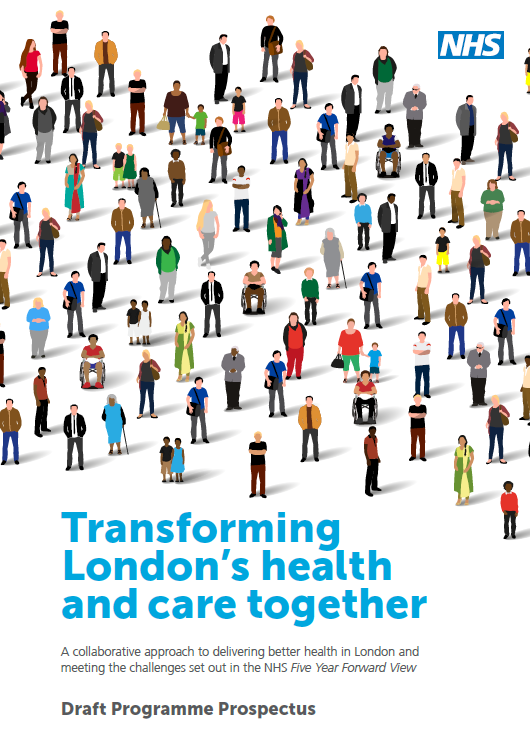 NHS
Transforming
London’s health
and care together
A collaborative approach to delivering better health in London and
meeting the challenges set out in the NHS Five Year Forward View
Draft Programme Prospectus